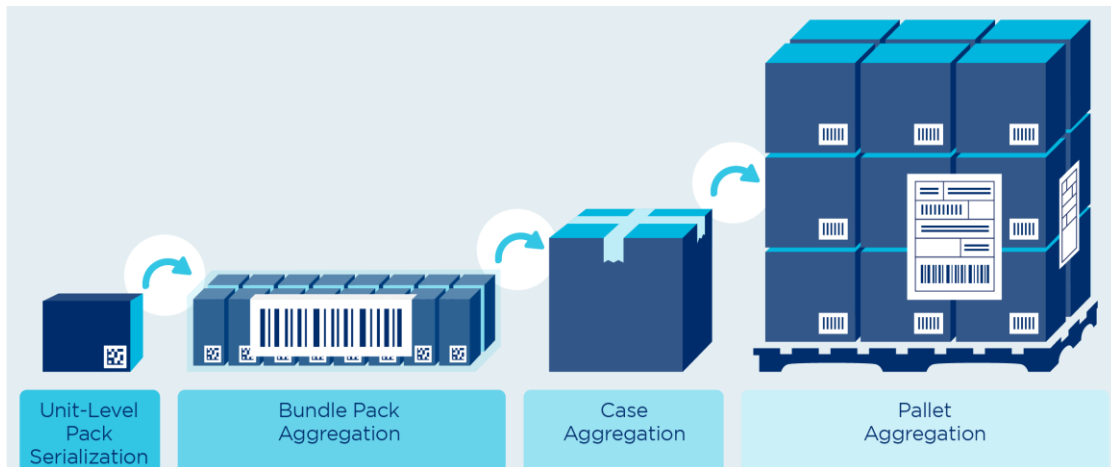 Unit-Level
Pack
Serialization
Bundle Pack
Aggregation
Case
Aggregation
Pallet
Aggregation